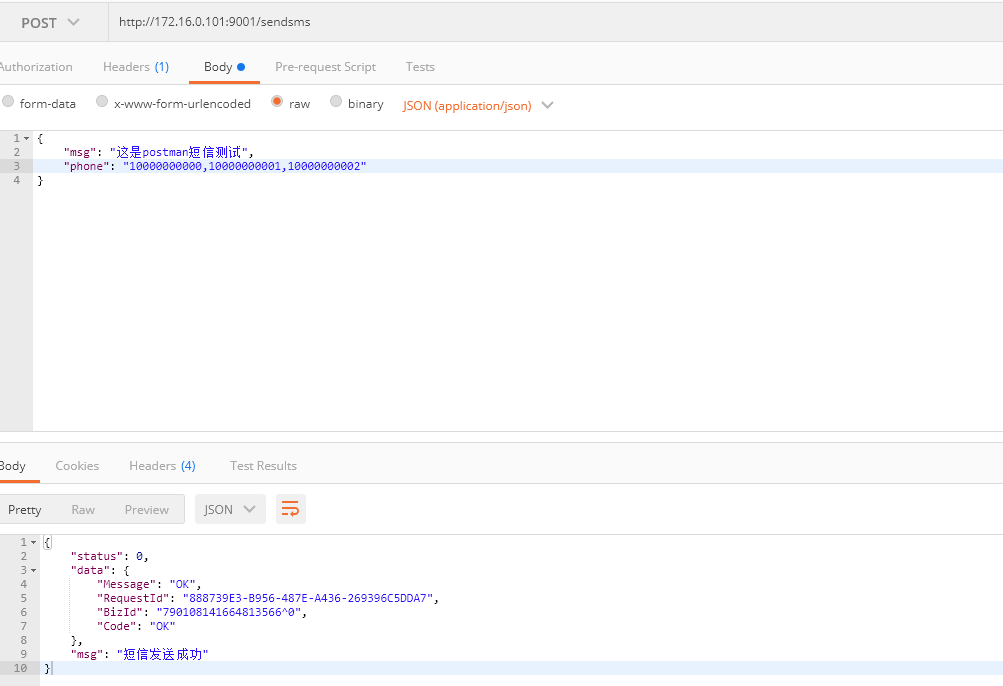 POST http://172.16.0.101:9001/sendsms
Authorization Headers (1) Body Pre-request Script Tests
form-data x-www-form-urlencoded raw binary JSON (application/json)
1 {
2 "msg": "这是postman短信测试",
3 "phone": "10000000000,10000000001,10000000002"
4 }
Body Cookies Headers (4) Test Results
Pretty Raw Preview JSON
1 {
2 "status": 0,
3 "data": {
4 "Message": "OK",
5 "RequestId": "888739E3-B956-487E-A436-269396C5DDA7",
6 "BizId": "790108141664813566^0",
7 "Code": "OK"
8 },
9 "msg": "短信发送成功"
10 }